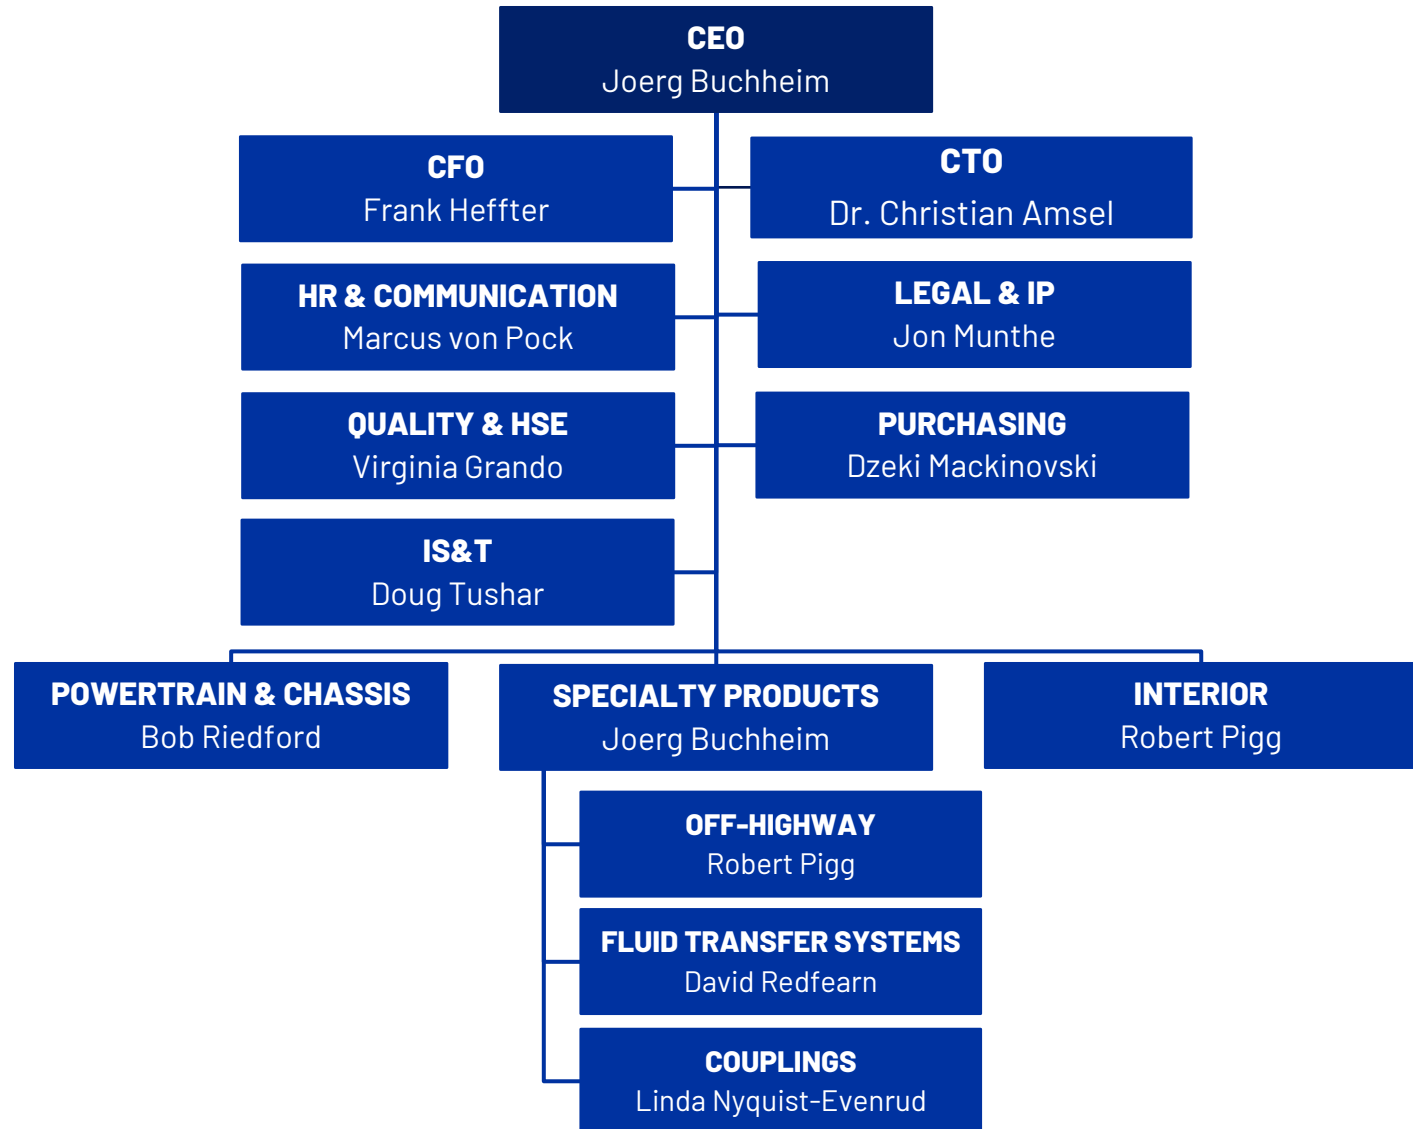 CEO
Joerg Buchheim
CFO
Frank Heffter
CTO
Dr. Christian Amsel
HR & COMMUNICATION
Marcus von Pock
LEGAL & IP
Jon Munthe
QUALITY & HSE
Virginia Grando
PURCHASING
Dzeki Mackinovski
IS&T
Doug Tushar
POWERTRAIN & CHASSIS
Bob Riedford
SPECIALTY PRODUCTS
Joerg Buchheim
INTERIOR
Robert Pigg
OFF-HIGHWAY
Robert Pigg
FLUID TRANSFER SYSTEMS
David Redfearn
COUPLINGS
Linda Nyquist-Evenrud